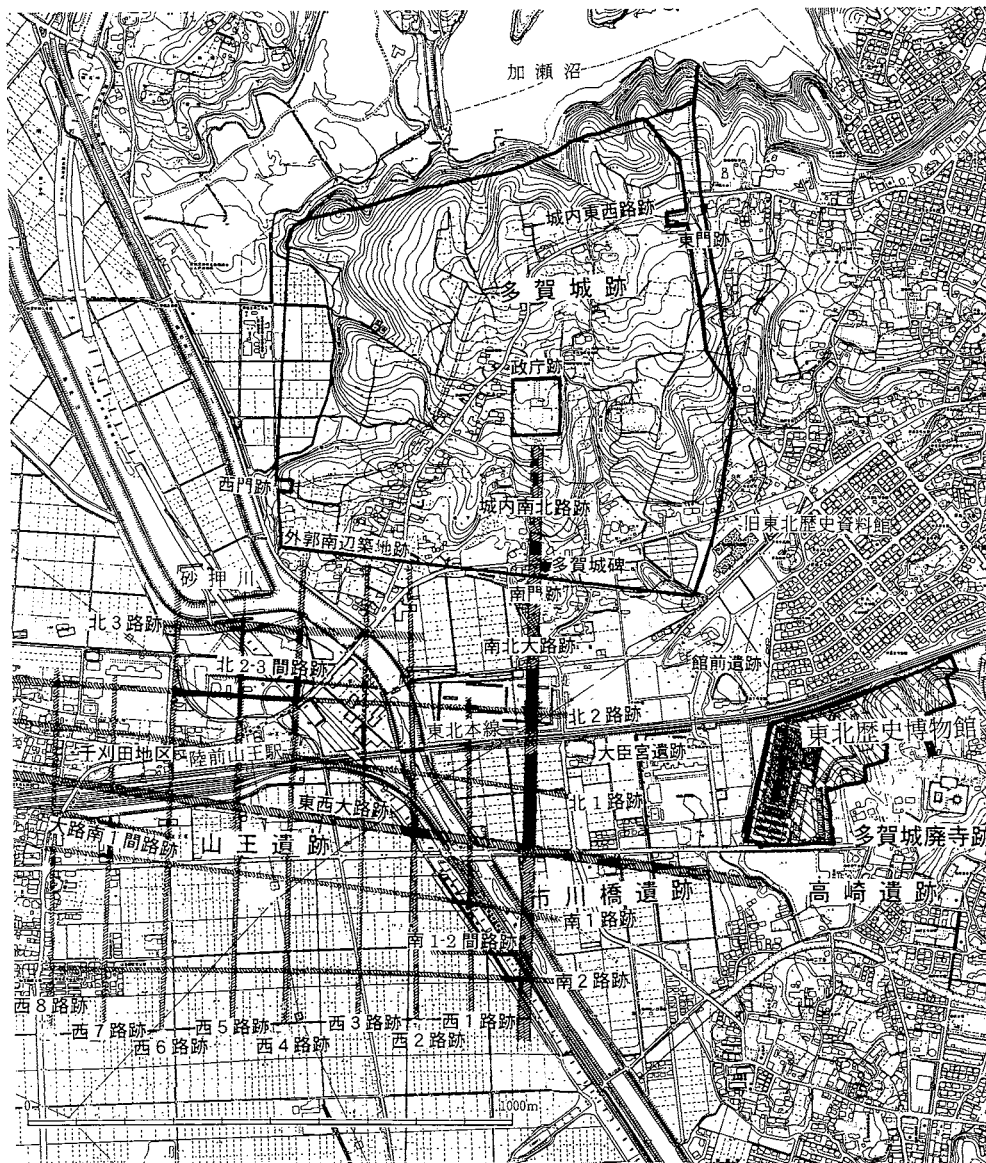 加瀬沼
城内東西路跡
東門跡
多賀城跡
政庁跡
西門跡
城内南北路跡
旧東北歴史資料館
外郭南辺築地跡
多賀城碑
砂押川
南門跡
北3路跡
南北大路跡
北2-3間路跡
館前遺跡
北2路跡
東北本線
東北歴史博物館
千刈田地区
陸前山王駅
大臣宮遺跡
北1路跡
東西大路跡
大路南1間路跡
山王遺跡
多賀城廃寺跡
市川橋遺跡
高崎遺跡
南1路跡
南1-2間路跡
南2路跡
西8路跡
西7路跡
西6路跡
西5路跡
西4路跡
西3路跡
西2路跡
西1路跡
0
1000m